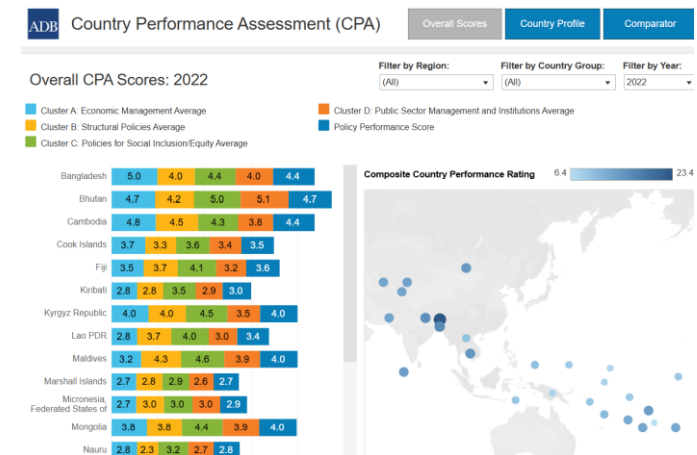 ADB Country Performance Assessment (CPA) Overall Scores Country Profile Comparator
Overall CPA Scores: 2022
Filter by Region: Filter by Country Group: Filter by Year:
(All) (All) 2022
Cluster A: Economic Management Average
Cluster B: Structural Policies Average
Cluster C: Policies for Social Inclusion/Equity Average
Cluster D: Public Sector Management and Institutions Average
Policy Performance Score
Bangladesh 5.0 4.0 4.4 4.0 4.4
Bhutan 4.7 4.2 5.0 5.1 4.7
Cambodia 4.8 4.5 4.3 3.8 4.4
Cook Islands 3.7 3.3 3.6 3.4 3.5
Fiji 3.5 3.7 4.1 3.2 3.6
Kiribati 2.8 2.8 3.5 2.9 3.0
Kyrgyz Republic 4.0 4.0 4.5 3.5 4.0
Lao PDR 2.8 3.7 4.0 3.0 3.4
Maldives 3.2 4.3 4.6 3.9 4.0
Marshall Islands 2.7 2.8 2.9 2.6 2.7
Micronesia,
Federated States of 2.7 3.0 3.0 3.0 2.9
Mongolia 3.8 3.8 4.4 3.9 4.0
Nauru 2.8 2.3 3.2 2.7 2.8
Composite Country Performance Rating 6.4 23.4